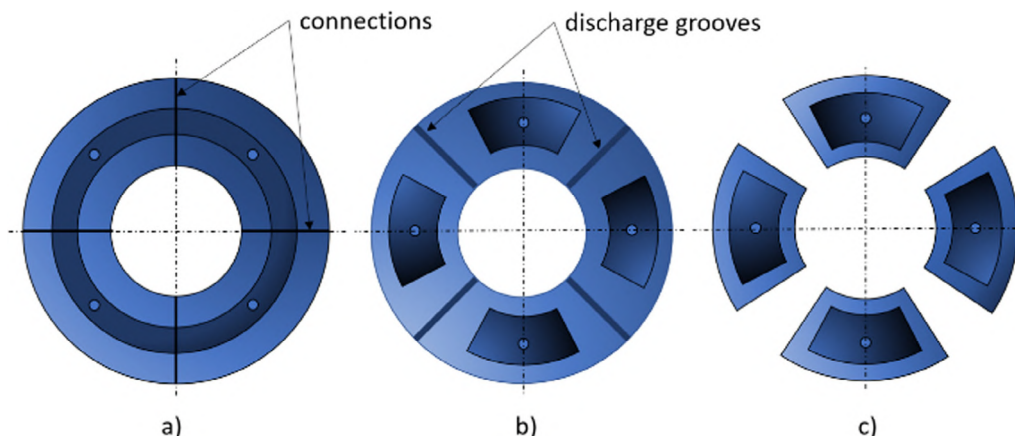 connections
discharge grooves
a)
b)
c)